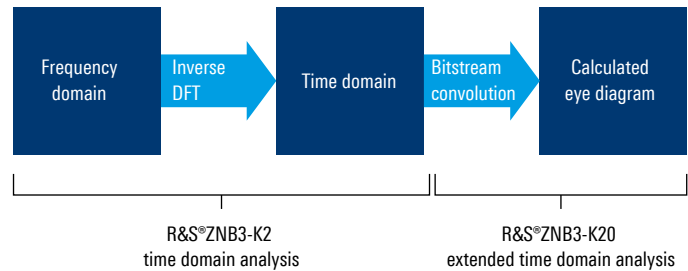 Frequency
domain
Inverse
DFT
Time domain
Bitstream
convolution
Calculated
eye diagram
R&S®ZNB3-K2
time domain analysis
R&S®ZNB3-K20
extended time domain analysis